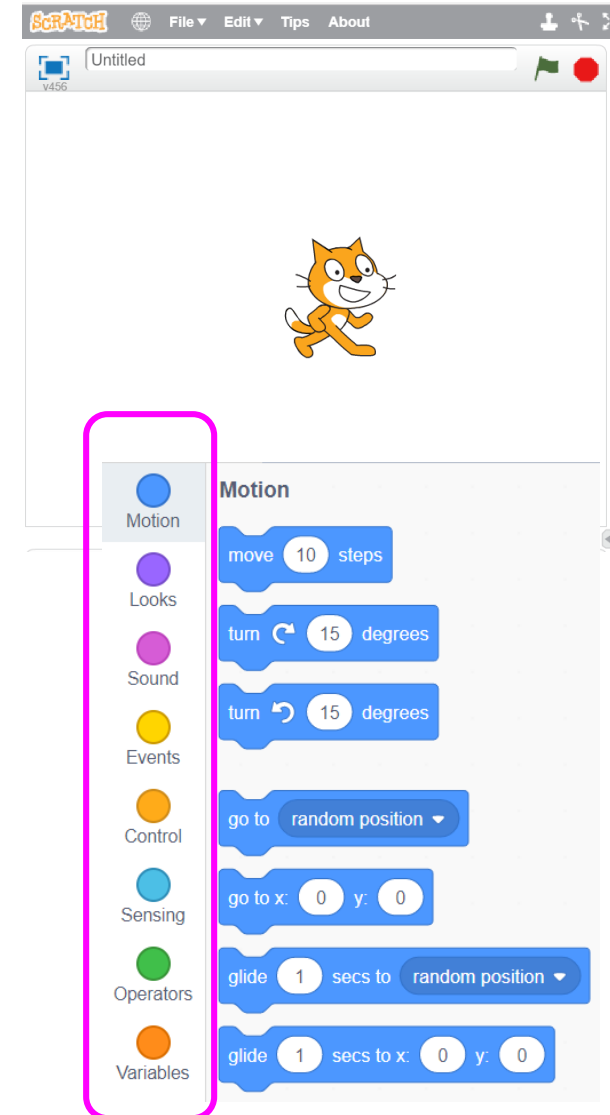 SCRATCH File Edit Tips About
v456 Untitled
Motion
Looks
Sound
Events
Control
Sensing
Operators
Variables
Motion
move 10 steps
turn 15 degrees
turn 15 degrees
go to random position
go to x: 0 y: 0
glide 1 secs to random position
glide 1 secs to x: 0 y: 0